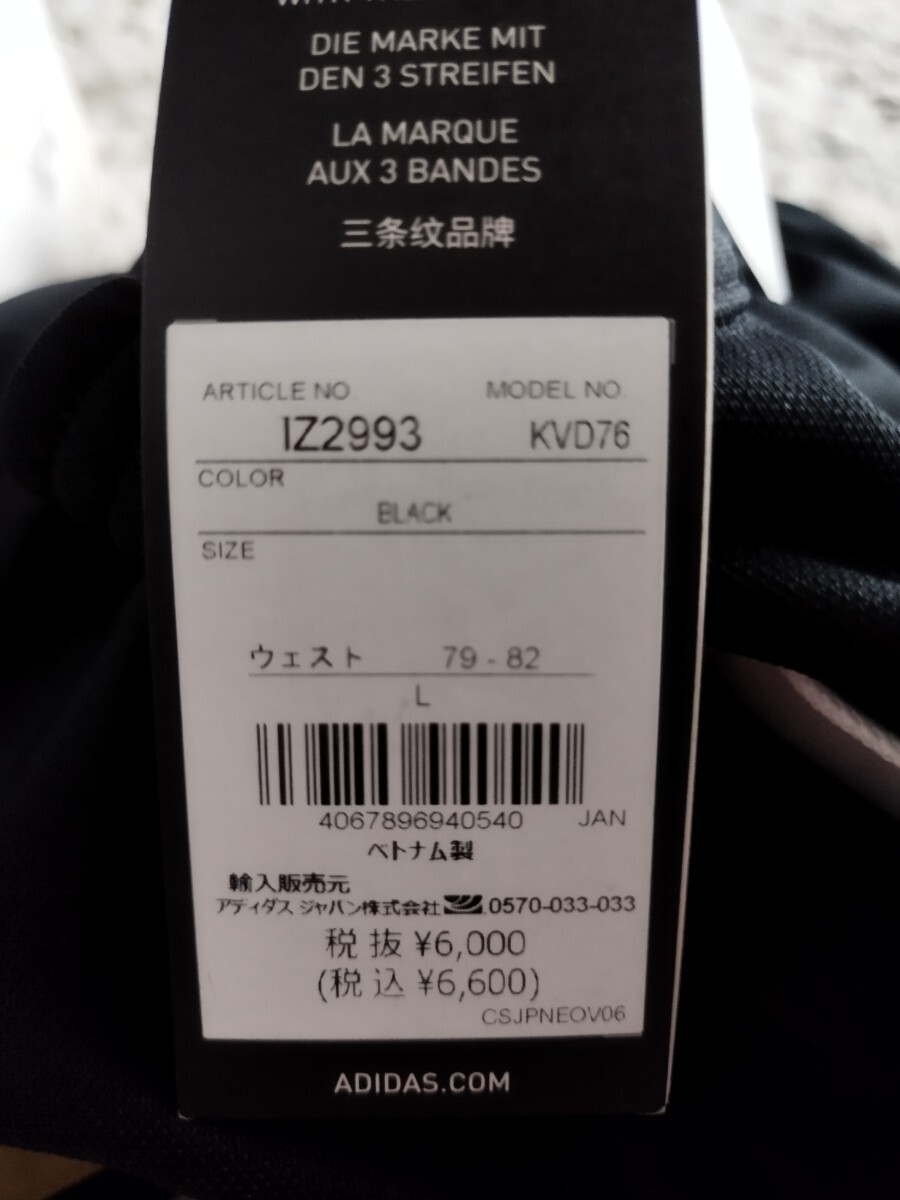 DIE MARKE MIT
DEN 3 STREIFEN
LA MARQUE
AUX 3 BANDES
三条纹品牌
ARTICLE NO. MODEL NO.
IZ2993 KVD76
COLOR
BLACK
SIZE
ウェスト 79 - 82
L
4067896940540 JAN
ベトナム製
輸入販売元
アディダス ジャパン株式会社 0570-033-033
税抜 ¥6,000
(税込 ¥6,600)
CSJPNEOV06
ADIDAS.COM